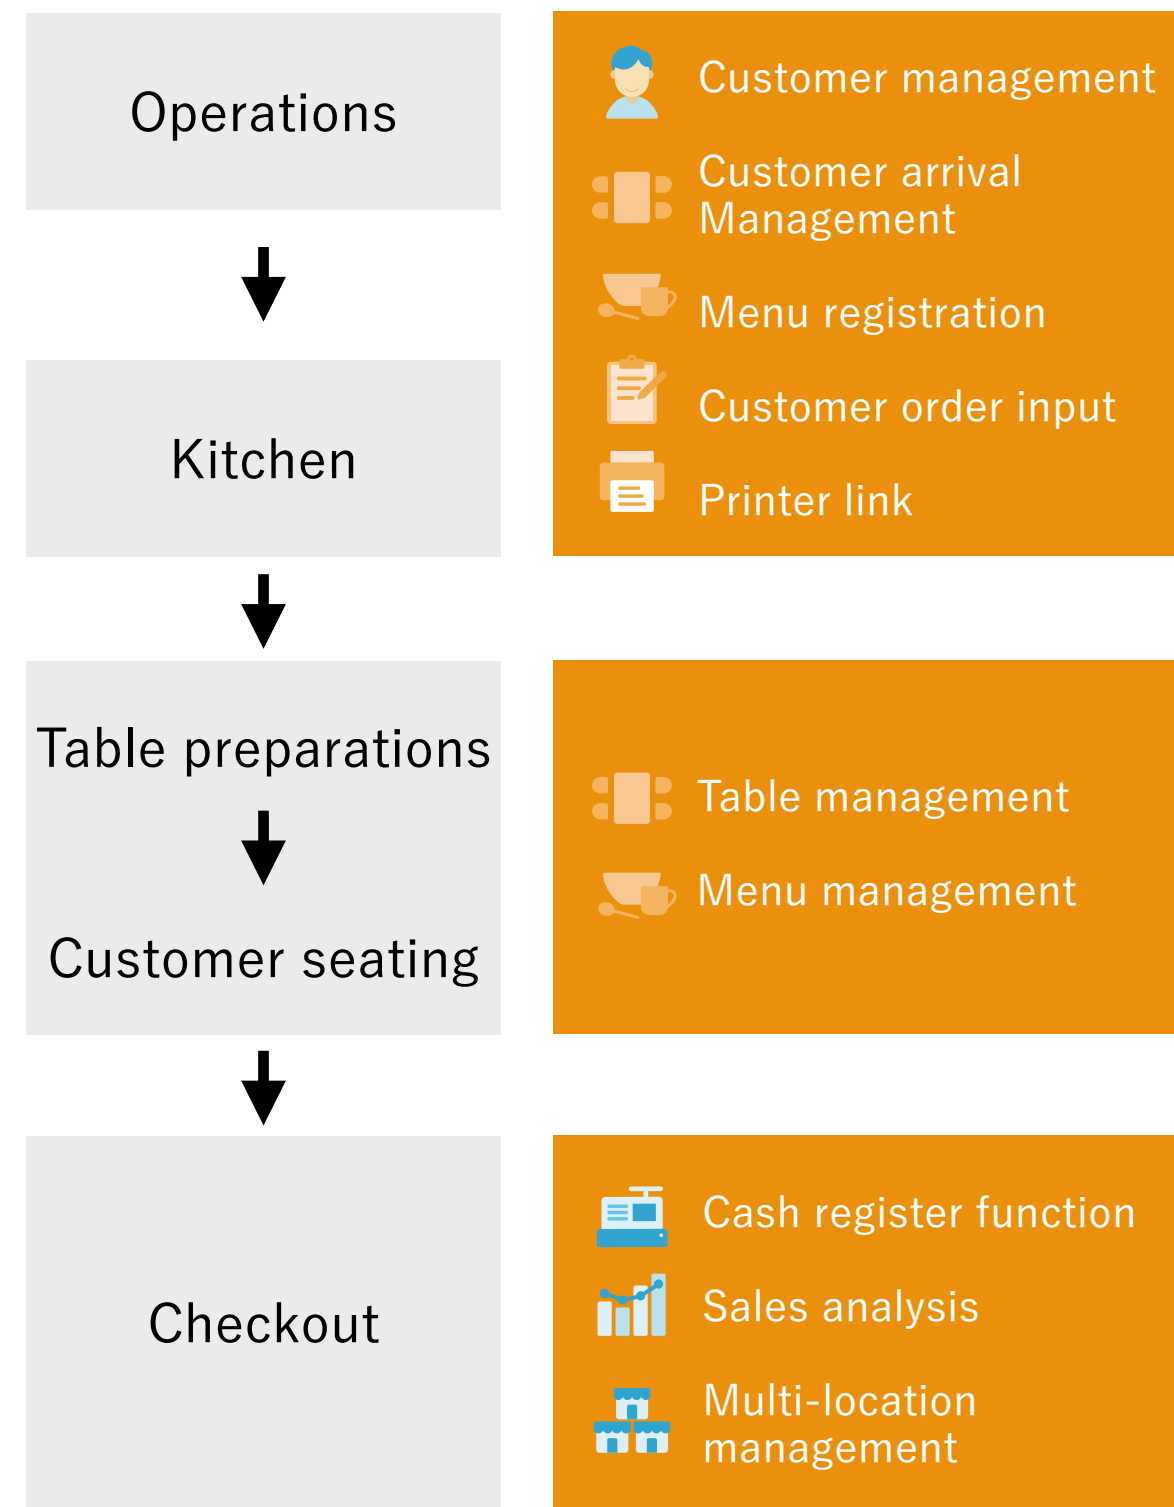 Operations
Customer management
Customer arrival
Management
Menu registration
Kitchen
Customer order input
Printer link
Table preparations
Customer seating
Table management
Menu management
Checkout
Cash register function
Sales analysis
Multi-location
management